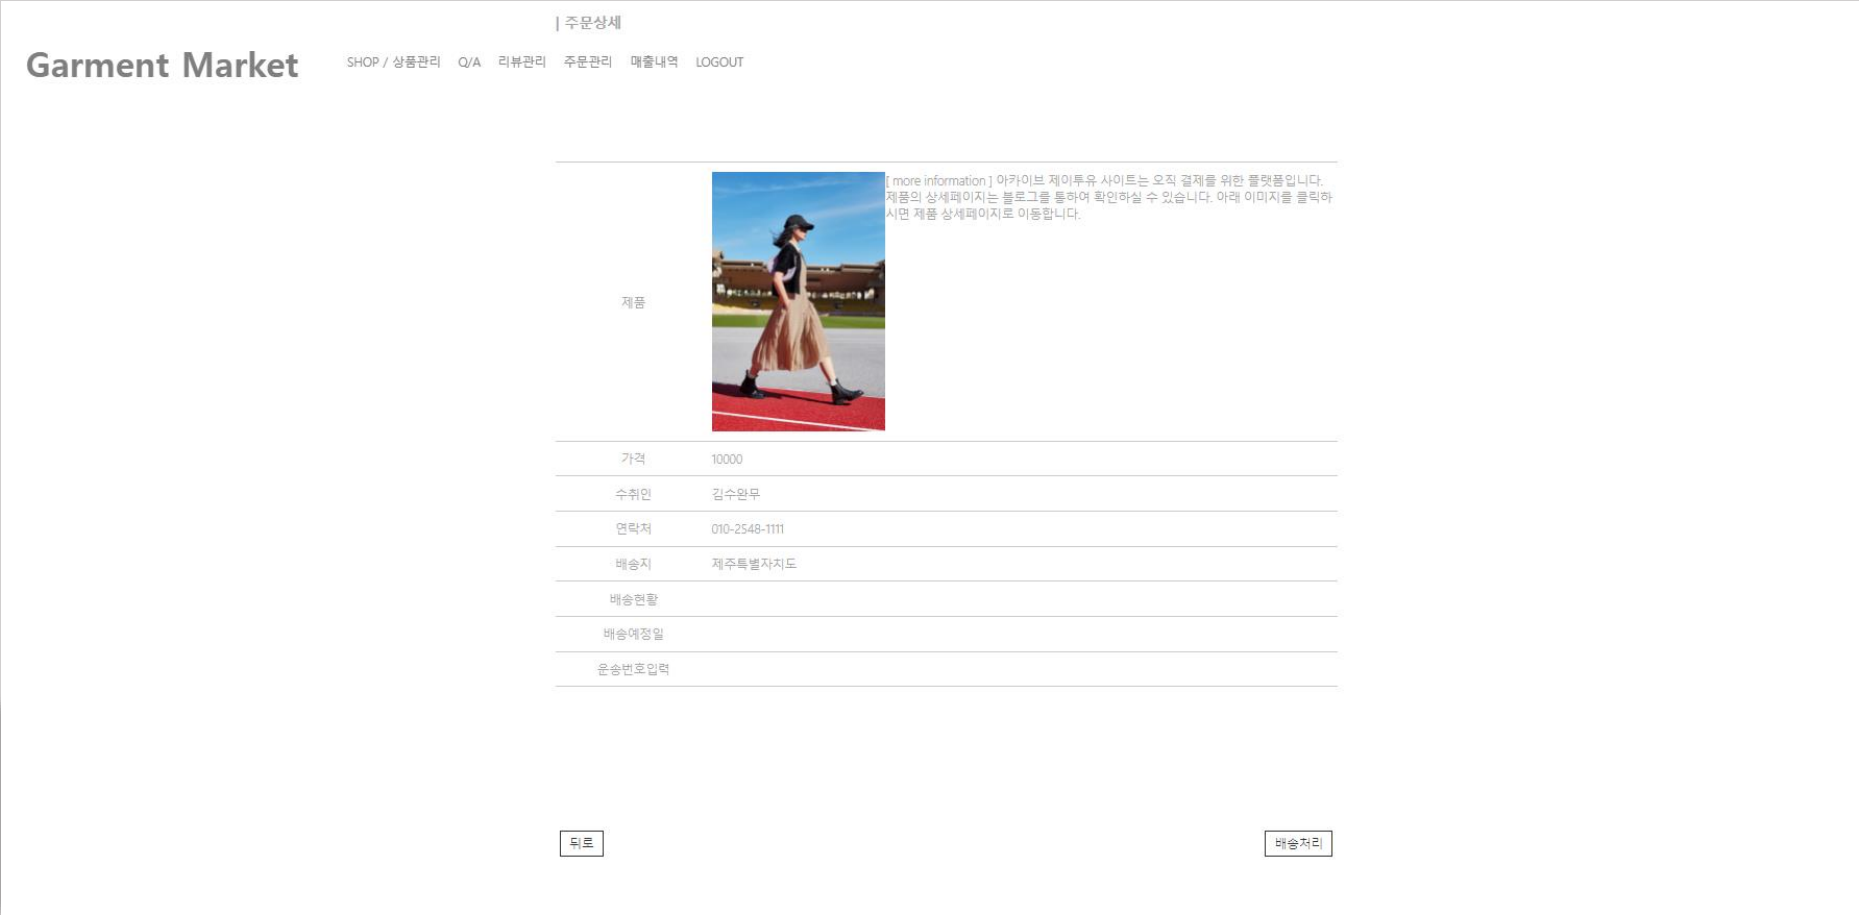 | 주문상세
Garment Market
SHOP / 상품관리 Q/A 리뷰관리 주문관리 매출내역 LOGOUT
[ more information ] 아카이브 제이투유 사이트는 오직 결제를 위한 플랫폼입니다.
제품의 상세페이지는 블로그를 통하여 확인하실 수 있습니다. 아래 이미지를 클릭하
시면 제품 상세페이지로 이동합니다.
제품
가격 10000
수취인 김수완무
연락처 010-2548-1111
배송지 제주특별자치도
배송현황
배송예정일
운송번호입력
뒤로 배송처리